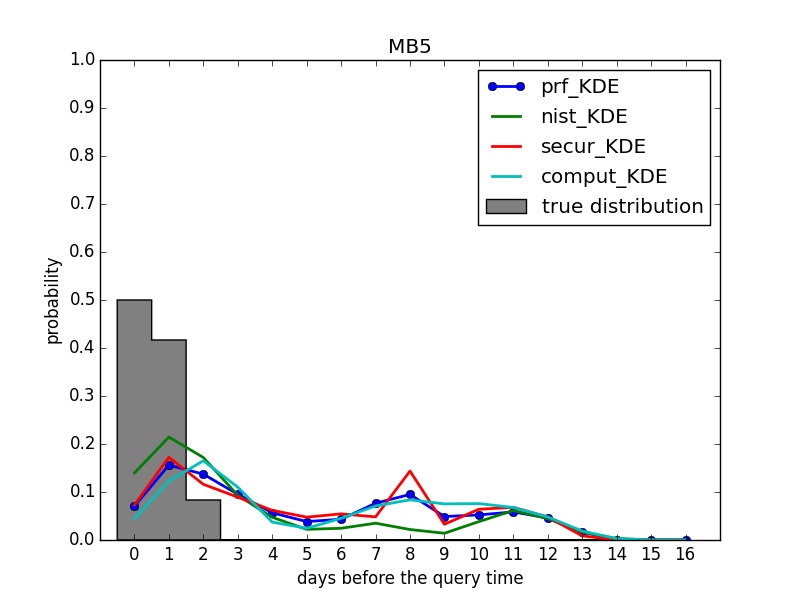 MB5
1.0
0.9
0.8
0.7
0.6
0.5
0.4
0.3
0.2
0.1
0.0
probability
prf_KDE
nist_KDE
secur_KDE
comput_KDE
true distribution
0 1 2 3 4 5 6 7 8 9 10 11 12 13 14 15 16
days before the query time